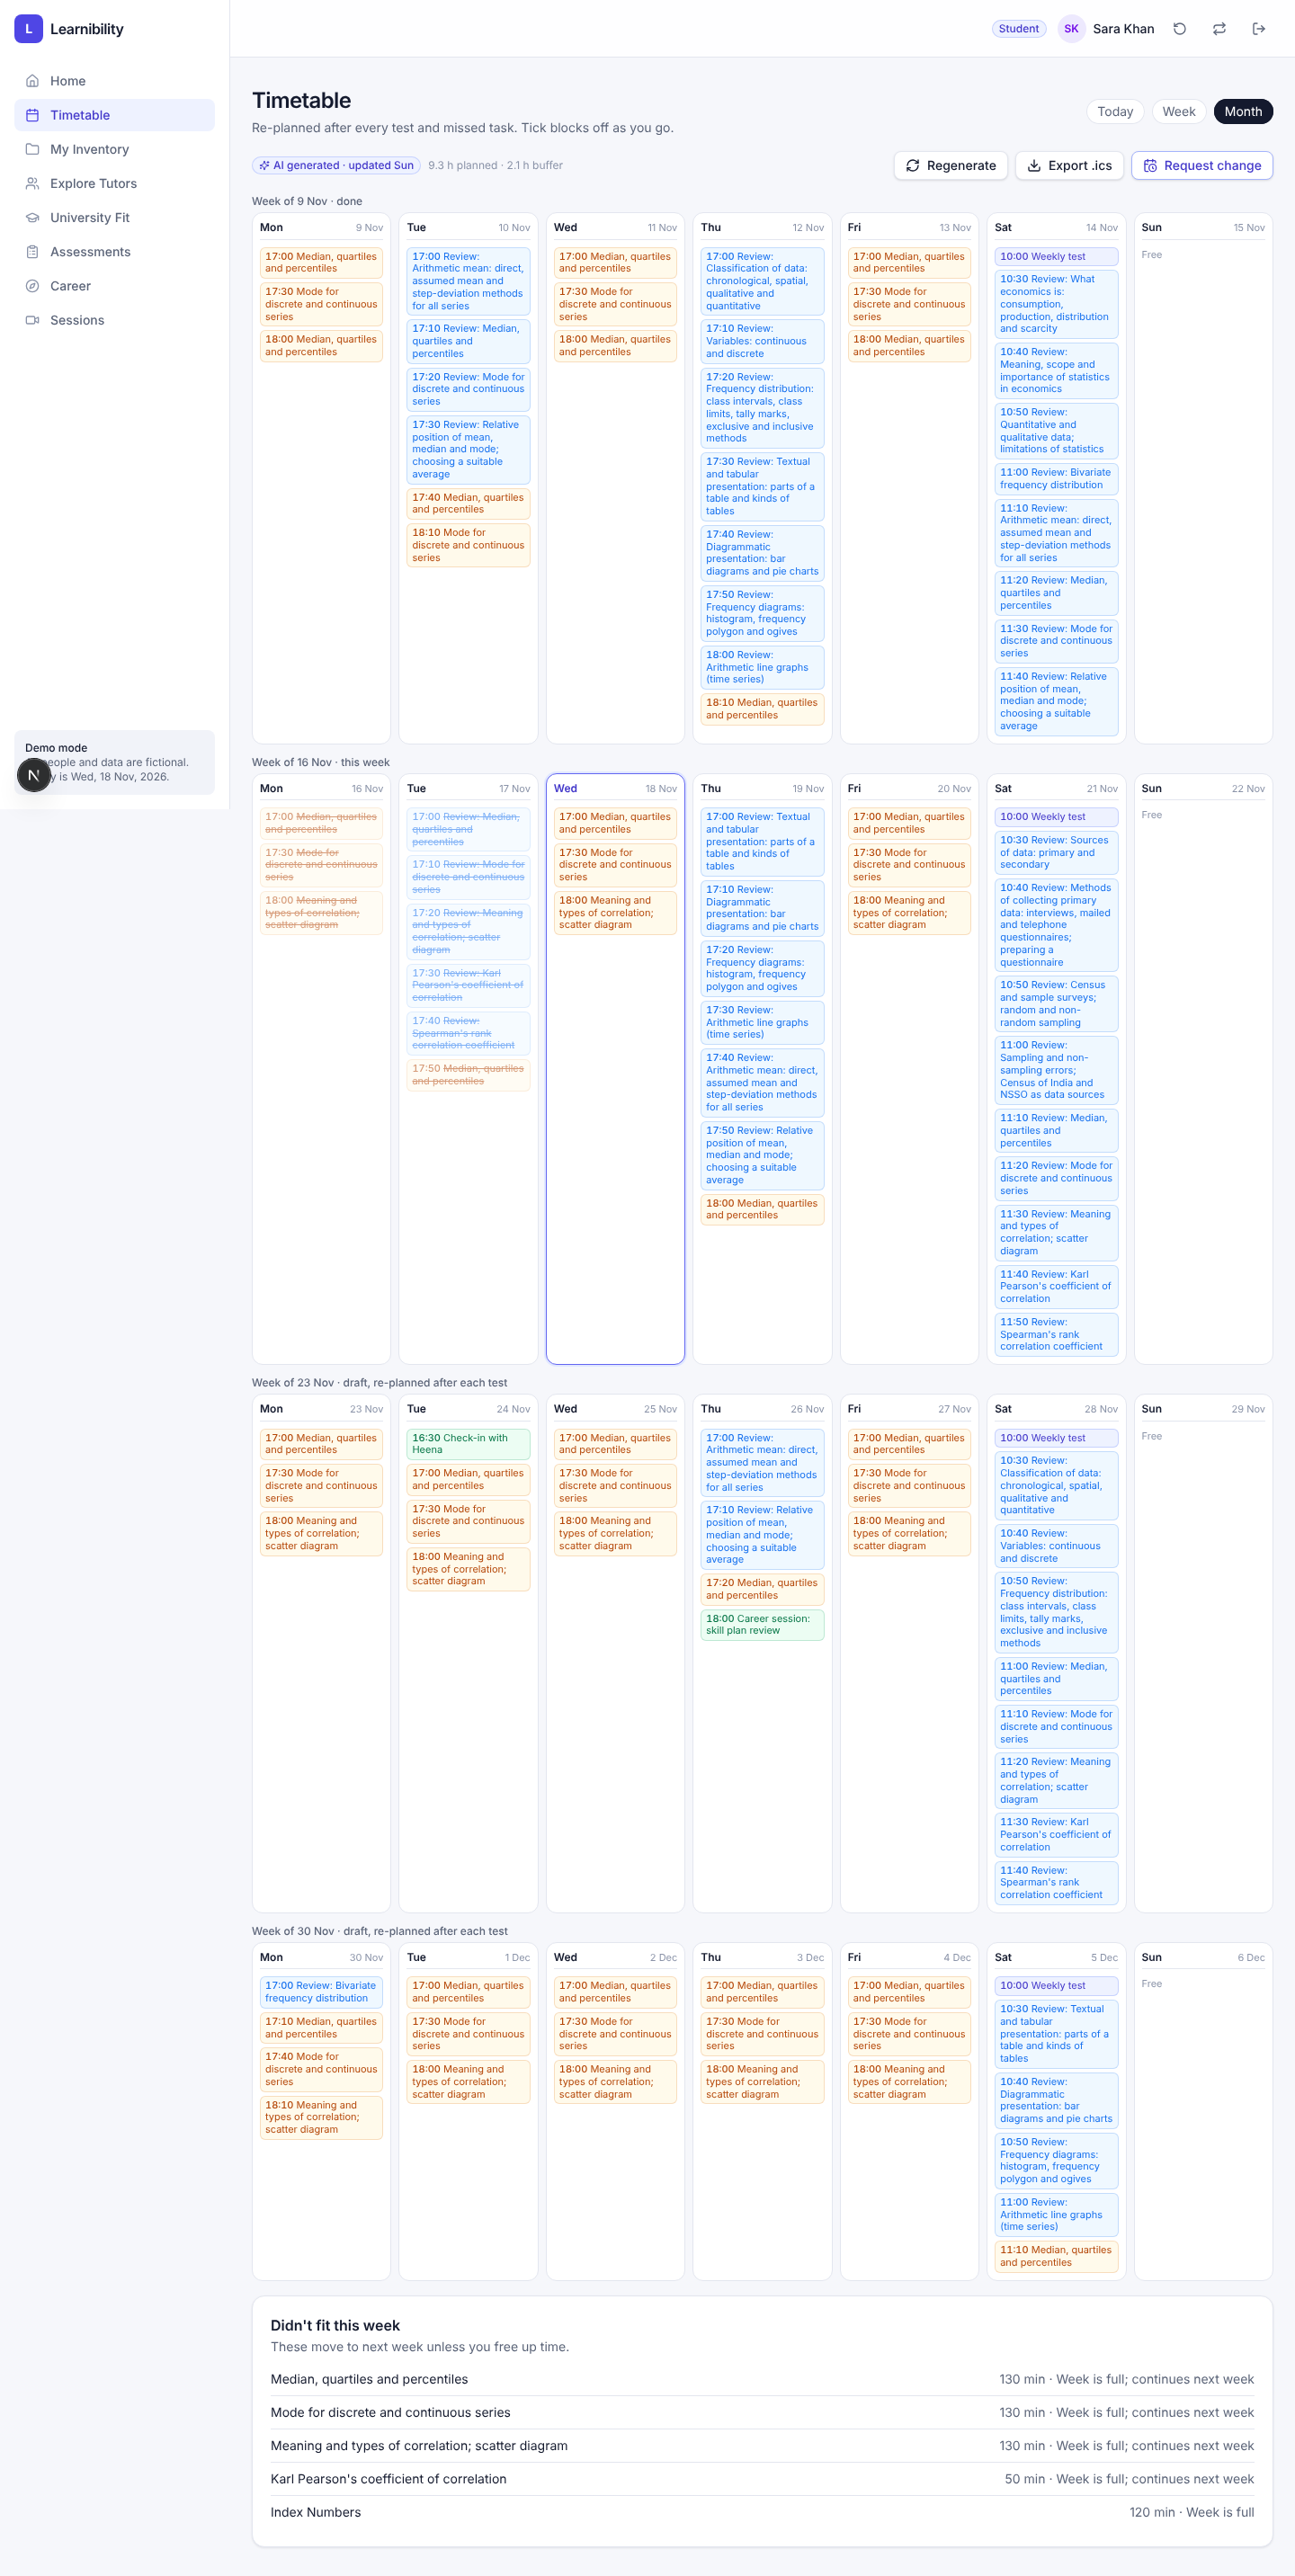 L Learnibility
Student SK Sara Khan
Home
Timetable
My Inventory
Explore Tutors
University Fit
Assessments
Career
Sessions
Demo mode
people and data are fictional.
is Wed, 18 Nov, 2026.
N
Timetable
Re-planned after every test and missed task. Tick blocks off as you go.
Today Week Month
AI generated · updated Sun 9.3 h planned · 2.1 h buffer
Regenerate Export .ics Request change
Week of 9 Nov · done
Mon 9 Nov
17:00 Median, quartiles
and percentiles
17:30 Mode for
discrete and continuous
series
18:00 Median, quartiles
and percentiles
Tue 10 Nov
17:00 Review:
Arithmetic mean: direct,
assumed mean and
step-deviation methods
for all series
17:10 Review: Median,
quartiles and
percentiles
17:20 Review: Mode for
discrete and continuous
series
17:30 Review: Relative
position of mean,
median and mode;
choosing a suitable
average
17:40 Median, quartiles
and percentiles
18:10 Mode for
discrete and continuous
series
Wed 11 Nov
17:00 Median, quartiles
and percentiles
17:30 Mode for
discrete and continuous
series
18:00 Median, quartiles
and percentiles
Thu 12 Nov
17:00 Review:
Classification of data:
chronological, spatial,
qualitative and
quantitative
17:10 Review:
Variables: continuous
and discrete
17:20 Review:
Frequency distribution:
class intervals, class
limits, tally marks,
exclusive and inclusive
methods
17:30 Review: Textual
and tabular
presentation: parts of a
table and kinds of
tables
17:40 Review:
Diagrammatic
presentation: bar
diagrams and pie charts
17:50 Review:
Frequency diagrams:
histogram, frequency
polygon and ogives
18:00 Review:
Arithmetic line graphs
(time series)
18:10 Median, quartiles
and percentiles
Fri 13 Nov
17:00 Median, quartiles
and percentiles
17:30 Mode for
discrete and continuous
series
18:00 Median, quartiles
and percentiles
Sat 14 Nov
10:00 Weekly test
10:30 Review: What
economics is:
consumption,
production, distribution
and scarcity
10:40 Review:
Meaning, scope and
importance of statistics
in economics
10:50 Review:
Quantitative and
qualitative data;
limitations of statistics
11:00 Review: Bivariate
frequency distribution
11:10 Review:
Arithmetic mean: direct,
assumed mean and
step-deviation methods
for all series
11:20 Review: Median,
quartiles and
percentiles
11:30 Review: Mode for
discrete and continuous
series
11:40 Review: Relative
position of mean,
median and mode;
choosing a suitable
average
Sun 15 Nov
Free
Week of 16 Nov · this week
Mon 16 Nov
17:00 Median, quartiles
and percentiles
17:30 Mode for
discrete and continuous
series
18:00 Meaning and
types of correlation;
scatter diagram
Tue 17 Nov
17:00 Review: Median,
quartiles and
percentiles
17:10 Review: Mode for
discrete and continuous
series
17:20 Review: Meaning
and types of
correlation; scatter
diagram
17:30 Review: Karl
Pearson's coefficient of
correlation
17:40 Review:
Spearman's rank
correlation coefficient
17:50 Median, quartiles
and percentiles
Wed 18 Nov
17:00 Median, quartiles
and percentiles
17:30 Mode for
discrete and continuous
series
18:00 Meaning and
types of correlation;
scatter diagram
Thu 19 Nov
17:00 Review: Textual
and tabular
presentation: parts of a
table and kinds of
tables
17:10 Review:
Diagrammatic
presentation: bar
diagrams and pie charts
17:20 Review:
Frequency diagrams:
histogram, frequency
polygon and ogives
17:30 Review:
Arithmetic line graphs
(time series)
17:40 Review:
Arithmetic mean: direct,
assumed mean and
step-deviation methods
for all series
17:50 Review: Relative
position of mean,
median and mode;
choosing a suitable
average
18:00 Median, quartiles
and percentiles
Fri 20 Nov
17:00 Median, quartiles
and percentiles
17:30 Mode for
discrete and continuous
series
18:00 Meaning and
types of correlation;
scatter diagram
Sat 21 Nov
10:00 Weekly test
10:30 Review: Sources
of data: primary and
secondary
10:40 Review: Methods
of collecting primary
data: interviews, mailed
and telephone
questionnaires;
preparing a
questionnaire
10:50 Review: Census
and sample surveys;
random and non-
random sampling
11:00 Review:
Sampling and non-
sampling errors;
Census of India and
NSSO as data sources
11:10 Review: Median,
quartiles and
percentiles
11:20 Review: Mode for
discrete and continuous
series
11:30 Review: Meaning
and types of
correlation; scatter
diagram
11:40 Review: Karl
Pearson's coefficient of
correlation
11:50 Review:
Spearman's rank
correlation coefficient
Sun 22 Nov
Free
Week of 23 Nov · draft, re-planned after each test
Mon 23 Nov
17:00 Median, quartiles
and percentiles
17:30 Mode for
discrete and continuous
series
18:00 Meaning and
types of correlation;
scatter diagram
Tue 24 Nov
16:30 Check-in with
Heena
17:00 Median, quartiles
and percentiles
17:30 Mode for
discrete and continuous
series
18:00 Meaning and
types of correlation;
scatter diagram
Wed 25 Nov
17:00 Median, quartiles
and percentiles
17:30 Mode for
discrete and continuous
series
18:00 Meaning and
types of correlation;
scatter diagram
Thu 26 Nov
17:00 Review:
Arithmetic mean: direct,
assumed mean and
step-deviation methods
for all series
17:10 Review: Relative
position of mean,
median and mode;
choosing a suitable
average
17:20 Median, quartiles
and percentiles
18:00 Career session:
skill plan review
Fri 27 Nov
17:00 Median, quartiles
and percentiles
17:30 Mode for
discrete and continuous
series
18:00 Meaning and
types of correlation;
scatter diagram
Sat 28 Nov
10:00 Weekly test
10:30 Review:
Classification of data:
chronological, spatial,
qualitative and
quantitative
10:40 Review:
Variables: continuous
and discrete
10:50 Review:
Frequency distribution:
class intervals, class
limits, tally marks,
exclusive and inclusive
methods
11:00 Review: Median,
quartiles and
percentiles
11:10 Review: Mode for
discrete and continuous
series
11:20 Review: Meaning
and types of
correlation; scatter
diagram
11:30 Review: Karl
Pearson's coefficient of
correlation
11:40 Review:
Spearman's rank
correlation coefficient
Sun 29 Nov
Free
Week of 30 Nov · draft, re-planned after each test
Mon 30 Nov
17:00 Review: Bivariate
frequency distribution
17:10 Median, quartiles
and percentiles
17:40 Mode for
discrete and continuous
series
18:10 Meaning and
types of correlation;
scatter diagram
Tue 1 Dec
17:00 Median, quartiles
and percentiles
17:30 Mode for
discrete and continuous
series
18:00 Meaning and
types of correlation;
scatter diagram
Wed 2 Dec
17:00 Median, quartiles
and percentiles
17:30 Mode for
discrete and continuous
series
18:00 Meaning and
types of correlation;
scatter diagram
Thu 3 Dec
17:00 Median, quartiles
and percentiles
17:30 Mode for
discrete and continuous
series
18:00 Meaning and
types of correlation;
scatter diagram
Fri 4 Dec
17:00 Median, quartiles
and percentiles
17:30 Mode for
discrete and continuous
series
18:00 Meaning and
types of correlation;
scatter diagram
Sat 5 Dec
10:00 Weekly test
10:30 Review: Textual
and tabular
presentation: parts of a
table and kinds of
tables
10:40 Review:
Diagrammatic
presentation: bar
diagrams and pie charts
10:50 Review:
Frequency diagrams:
histogram, frequency
polygon and ogives
11:00 Review:
Arithmetic line graphs
(time series)
11:10 Median, quartiles
and percentiles
Sun 6 Dec
Free
Didn't fit this week
These move to next week unless you free up time.
Median, quartiles and percentiles 130 min · Week is full; continues next week
Mode for discrete and continuous series 130 min · Week is full; continues next week
Meaning and types of correlation; scatter diagram 130 min · Week is full; continues next week
Karl Pearson's coefficient of correlation 50 min · Week is full; continues next week
Index Numbers 120 min · Week is full